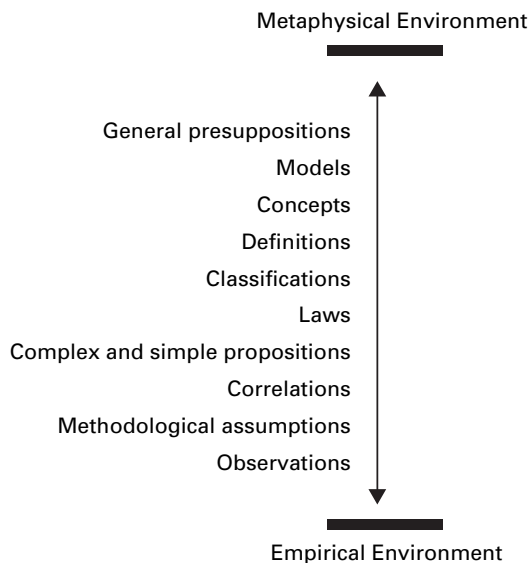 Metaphysical Environment
General presuppositions
Models
Concepts
Definitions
Classifications
Laws
Complex and simple propositions
Correlations
Methodological assumptions
Observations
Empirical Environment